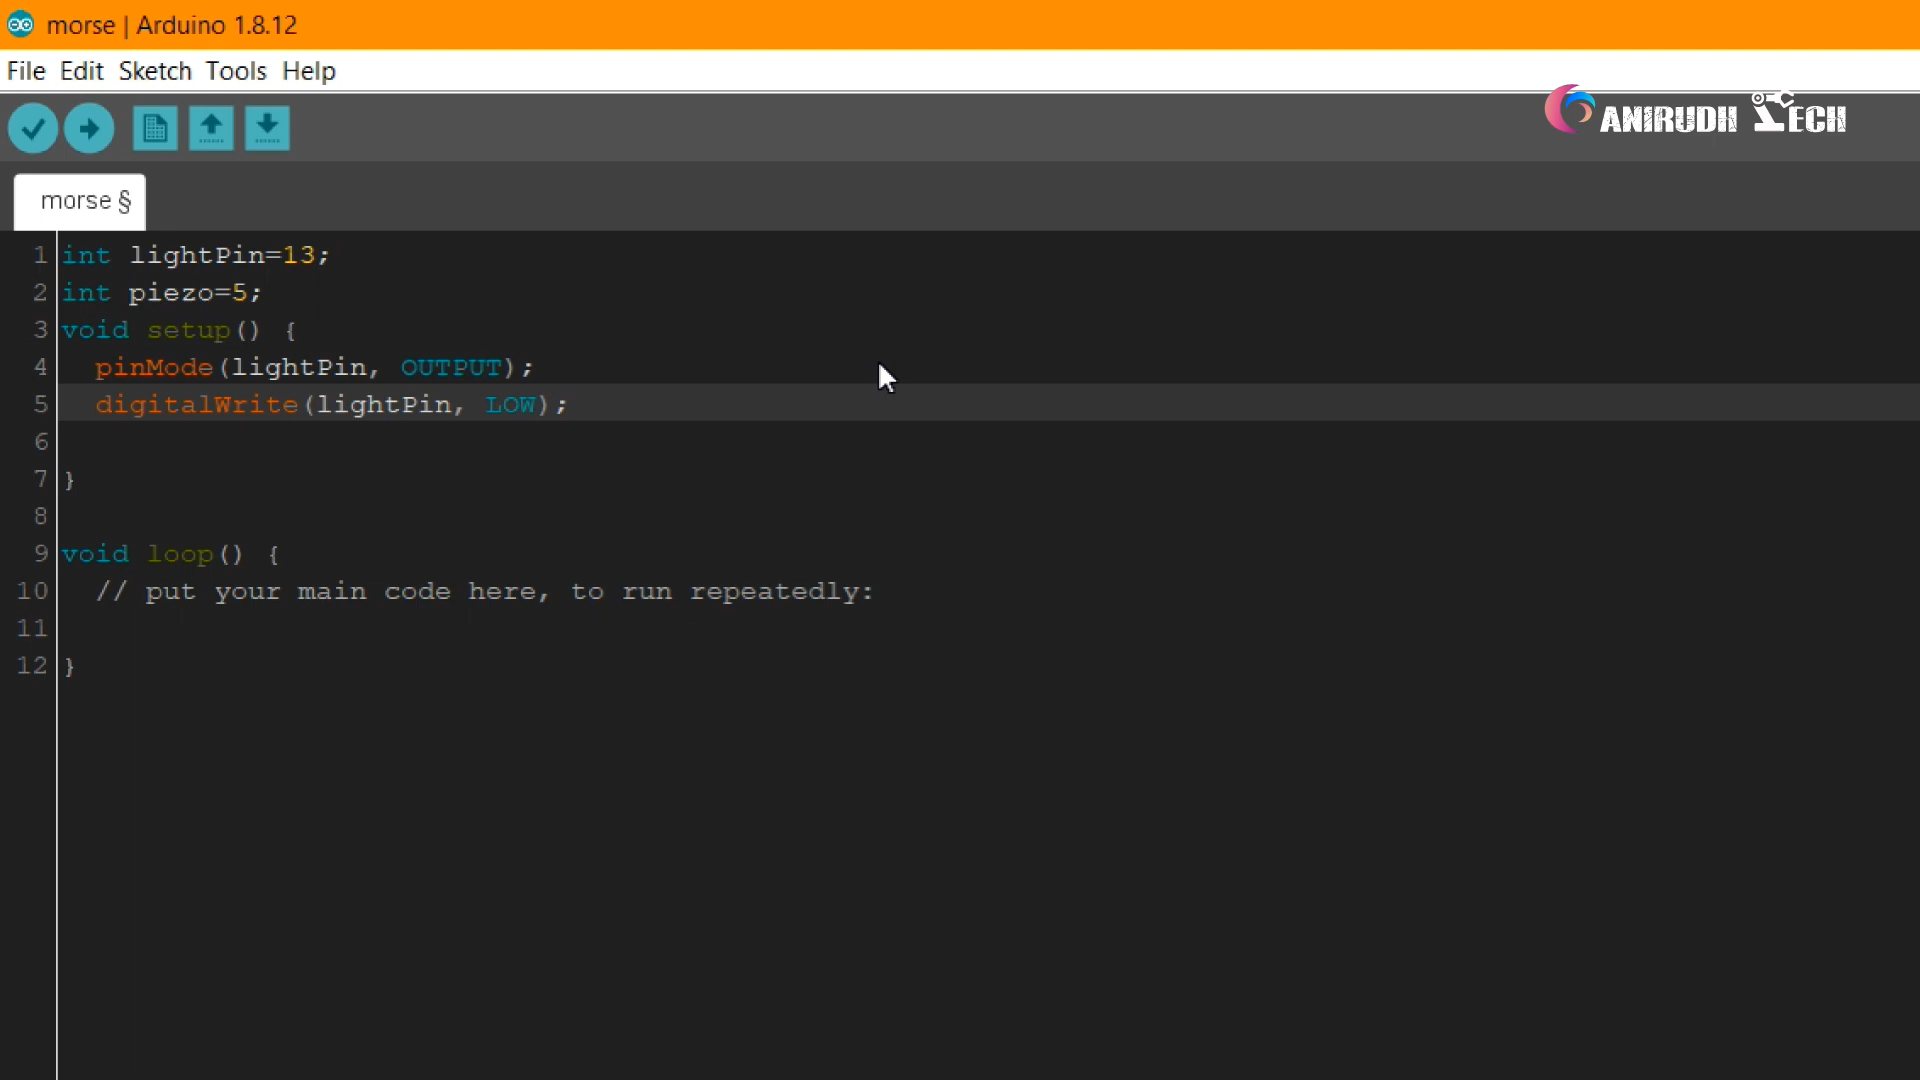 morse | Arduino 1.8.12
File Edit Sketch Tools Help
ANIRUDH TECH
morse §
1 int lightPin=13;
2 int piezo=5;
3 void setup() {
4   pinMode(lightPin, OUTPUT);
5   digitalWrite(lightPin, LOW);
6
7 }
8
9 void loop() {
10   // put your main code here, to run repeatedly:
11
12 }